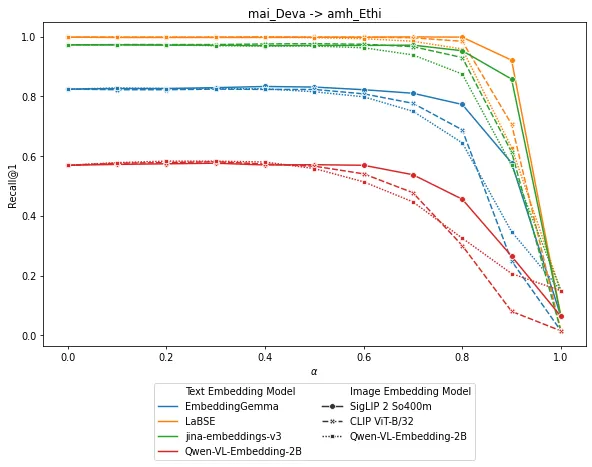 mai_Deva -> amh_Ethi
Recall@1
1.0
0.8
0.6
0.4
0.2
0.0
0.0 0.2 0.4 0.6 0.8 1.0
α
Text Embedding Model
EmbeddingGemma
LaBSE
jina-embeddings-v3
Qwen-VL-Embedding-2B
Image Embedding Model
SigLIP 2 So400m
CLIP ViT-B/32
Qwen-VL-Embedding-2B